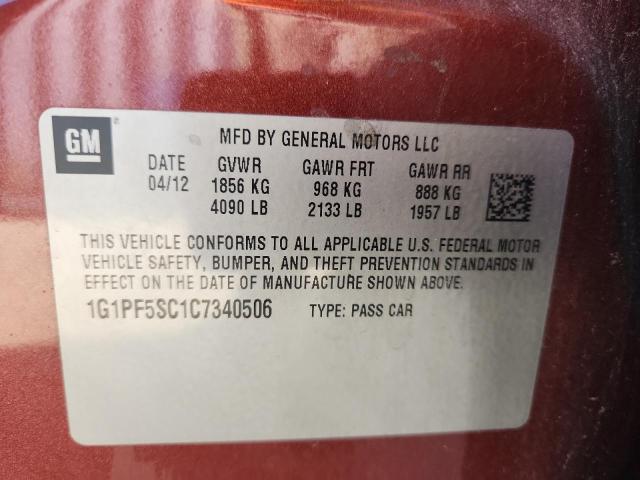 GM
MFD BY GENERAL MOTORS LLC
DATE GVWR GAWR FRT GAWR RR
04/12 1856 KG 968 KG 888 KG
4090 LB 2133 LB 1957 LB
THIS VEHICLE CONFORMS TO ALL APPLICABLE U.S. FEDERAL MOTOR
VEHICLE SAFETY, BUMPER, AND THEFT PREVENTION STANDARDS IN
EFFECT ON THE DATE OF MANUFACTURE SHOWN ABOVE.
1G1PF5SC1C7340506 TYPE: PASS CAR